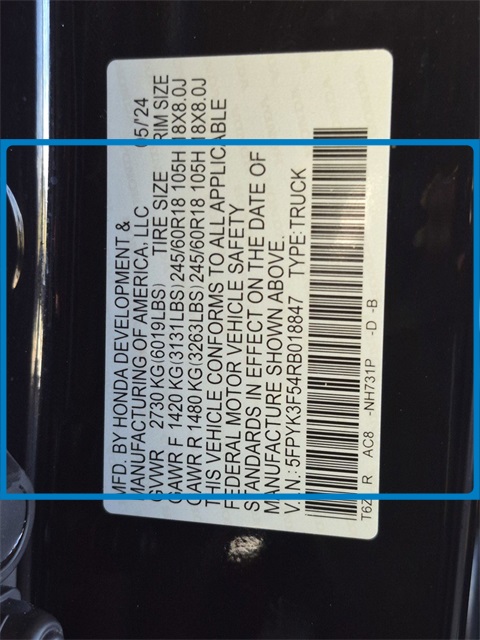 MFD. BY HONDA DEVELOPMENT & 05/'24
MANUFACTURING OF AMERICA, LLC
GVWR 2730 KG(6019LBS) TIRE SIZE RIM SIZE
GAWR F 1420 KG(3131LBS) 245/60R18 105H 18X8.0J
GAWR R 1480 KG(3263LBS) 245/60R18 105H 18X8.0J
THIS VEHICLE CONFORMS TO ALL APPLICABLE
FEDERAL MOTOR VEHICLE SAFETY
STANDARDS IN EFFECT ON THE DATE OF
MANUFACTURE SHOWN ABOVE.
V.I.N.: 5FPYK3F54RB018847 TYPE: TRUCK
T6Z R AC8 -NH731P -D -B